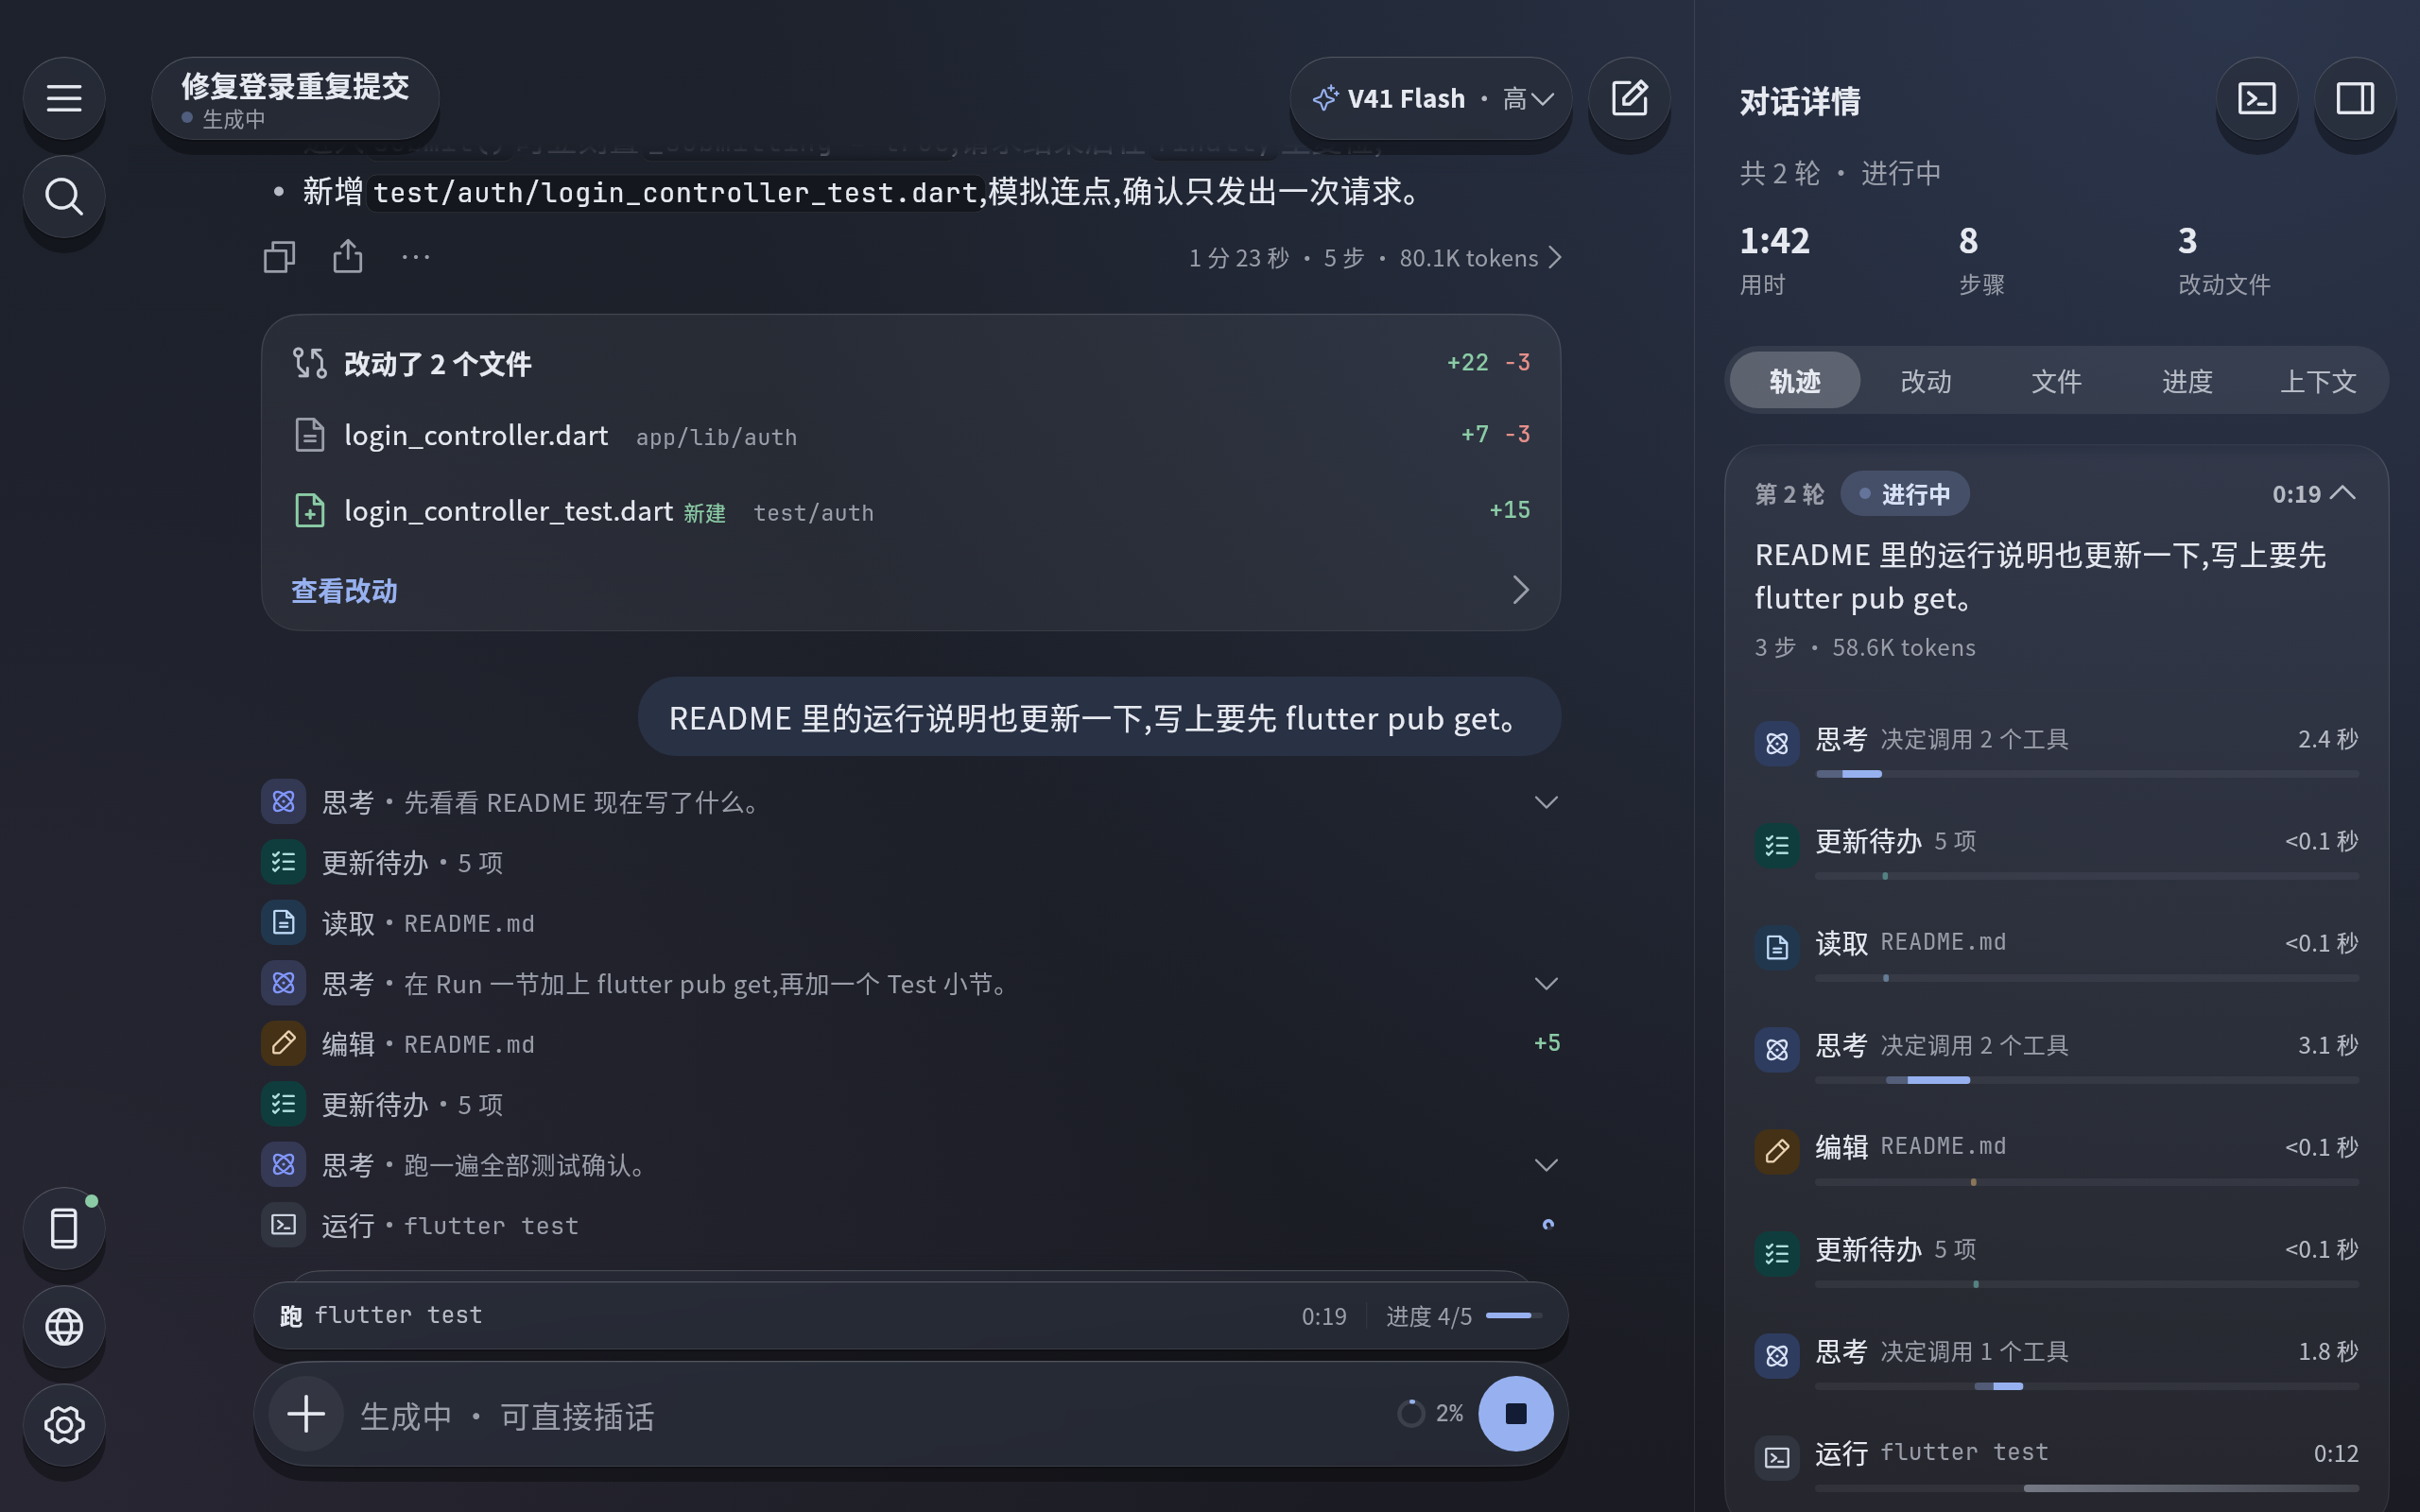 修复登录重复提交
生成中
V41 Flash · 高
新增 test/auth/login_controller_test.dart,模拟连点,确认只发出一次请求。
1 分 23 秒 · 5 步 · 80.1K tokens
改动了 2 个文件 +22 -3
login_controller.dart app/lib/auth +7 -3
login_controller_test.dart 新建 test/auth +15
查看改动
README 里的运行说明也更新一下,写上要先 flutter pub get。
思考 · 先看看 README 现在写了什么。
更新待办 · 5 项
读取 · README.md
思考 · 在 Run 一节加上 flutter pub get,再加一个 Test 小节。
编辑 · README.md +5
更新待办 · 5 项
思考 · 跑一遍全部测试确认。
运行 · flutter test
跑 flutter test 0:19 进度 4/5
生成中 · 可直接插话 2%
对话详情
共 2 轮 · 进行中
1:42 8 3
用时 步骤 改动文件
轨迹 改动 文件 进度 上下文
第 2 轮 进行中 0:19
README 里的运行说明也更新一下,写上要先
flutter pub get。
3 步 · 58.6K tokens
思考 决定调用 2 个工具 2.4 秒
更新待办 5 项 <0.1 秒
读取 README.md <0.1 秒
思考 决定调用 2 个工具 3.1 秒
编辑 README.md <0.1 秒
更新待办 5 项 <0.1 秒
思考 决定调用 1 个工具 1.8 秒
运行 flutter test 0:12